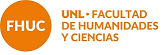 FHUC
UNL · FACULTAD
DE HUMANIDADES
Y CIENCIAS